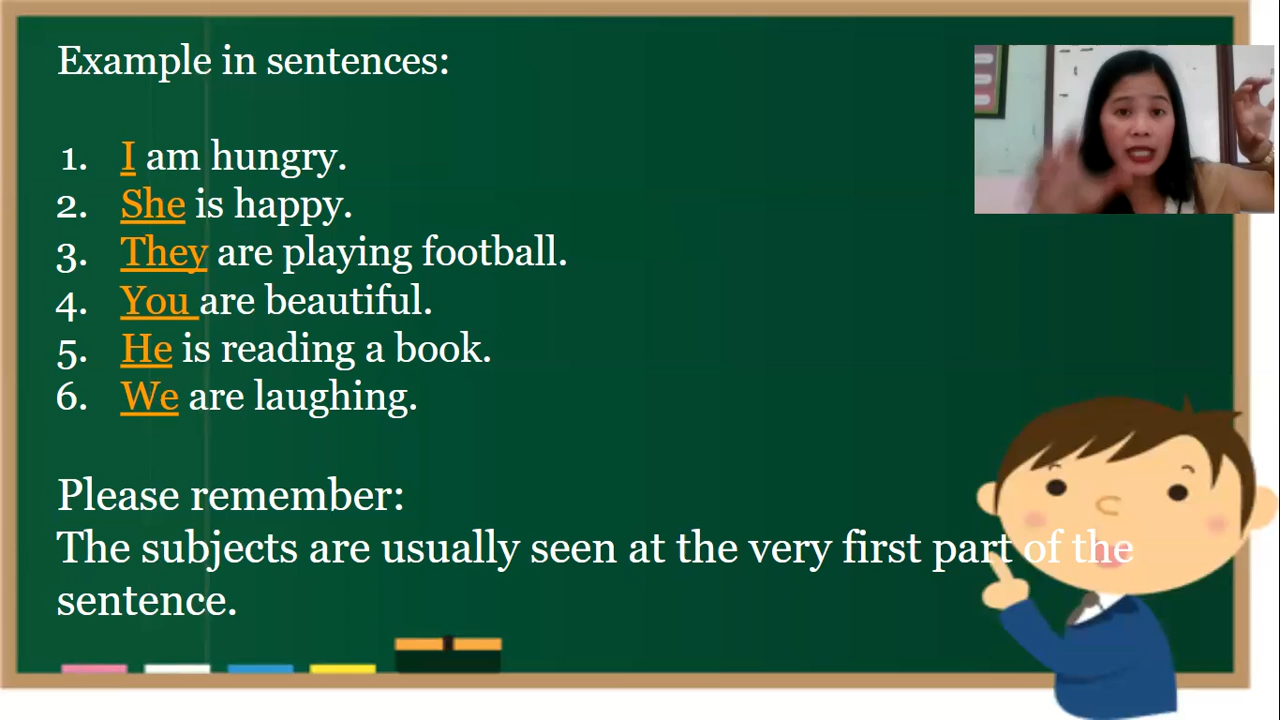 Example in sentences:
1. I am hungry.
2. She is happy.
3. They are playing football.
4. You are beautiful.
5. He is reading a book.
6. We are laughing.
Please remember:
The subjects are usually seen at the very first part of the
sentence.